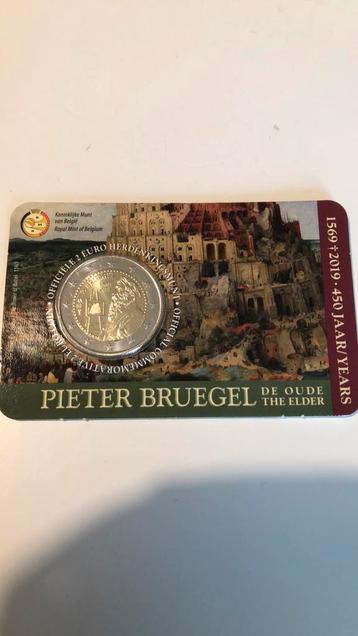 Koninklijke Munt
van België
Royal Mint of Belgium
OFFICIËLE 2 EURO HERDENKINGSMUNT
OFFICIAL COMMEMORATIVE 2
PIETER BRUEGEL
DE OUDE
THE ELDER
1569 † 2019 · 450 JAAR/YEARS